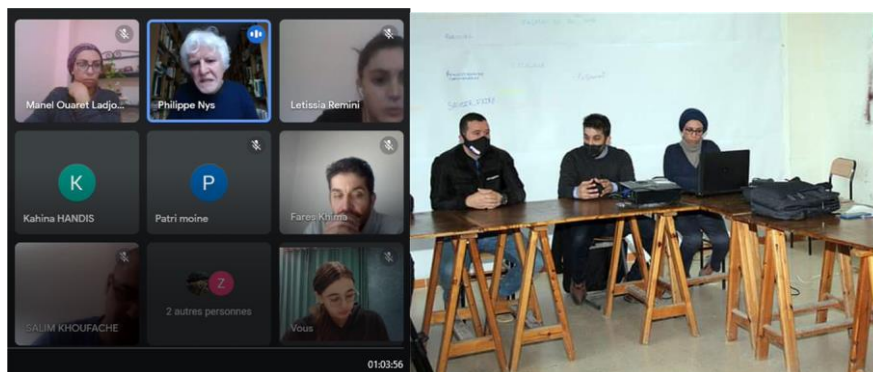 Manel Ouaret Ladjo...
Philippe Nys
Letissia Remini
K
Kahina HANDIS
P
Patri moine
Fares Khima
SALIM KHOUFACHE
Z
2 autres personnes
Vous
01:03:56